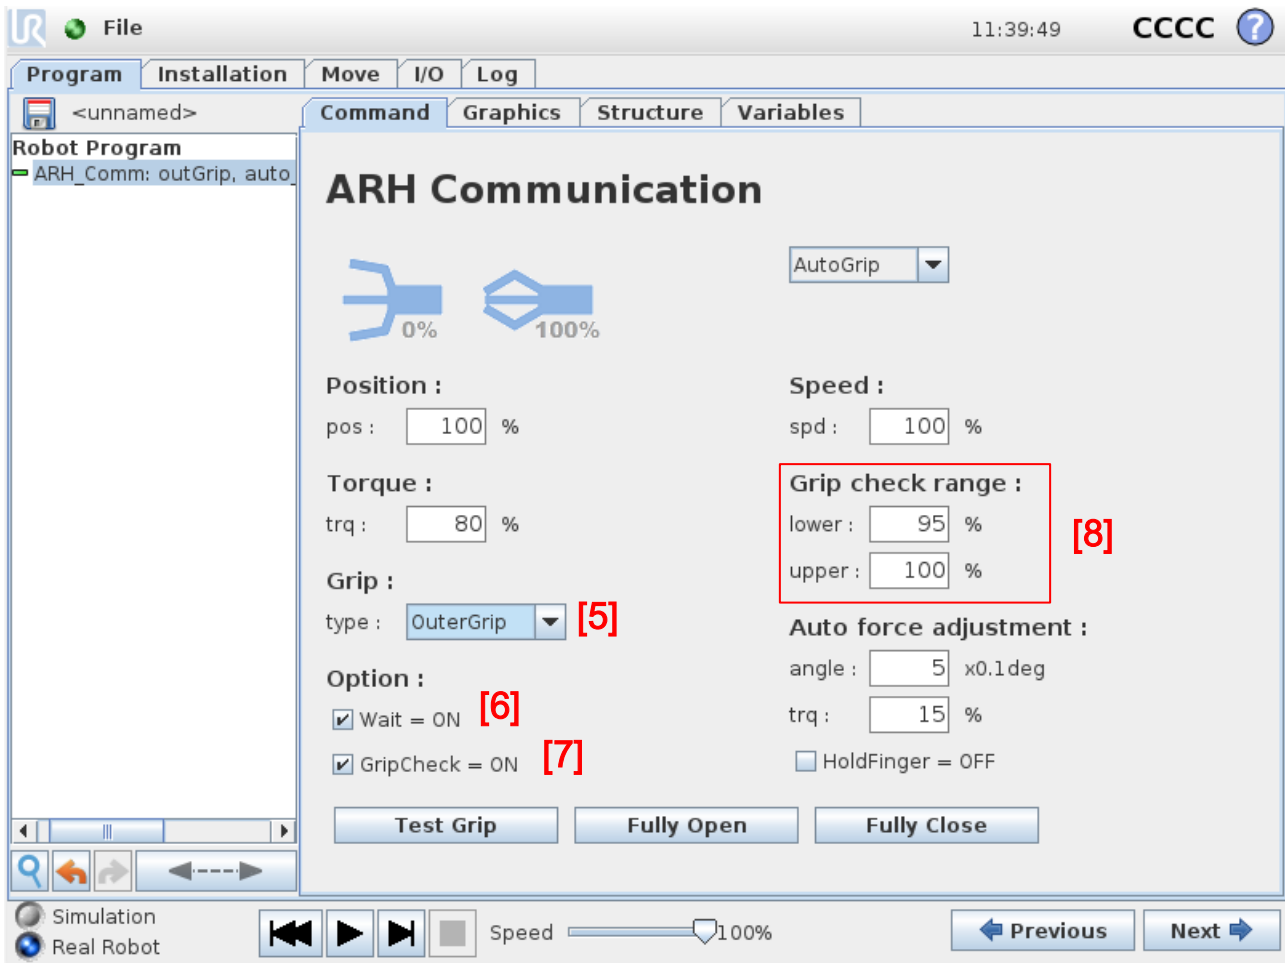 UR File 11:39:49 CCCC ?
Program Installation Move I/O Log
<unnamed> Command Graphics Structure Variables
Robot Program
ARH_Comm: outGrip, auto_
ARH Communication
AutoGrip
0% 100%
Position : Speed :
pos : 100 % spd : 100 %
Torque : Grip check range :
trq : 80 % lower : 95 %
[8]
upper : 100 %
Grip :
type : OuterGrip [5]
Auto force adjustment :
angle : 5 x0.1deg
Option :
Wait = ON [6] trq : 15 %
GripCheck = ON [7] HoldFinger = OFF
Test Grip Fully Open Fully Close
Simulation
Real Robot
Speed 100% Previous Next